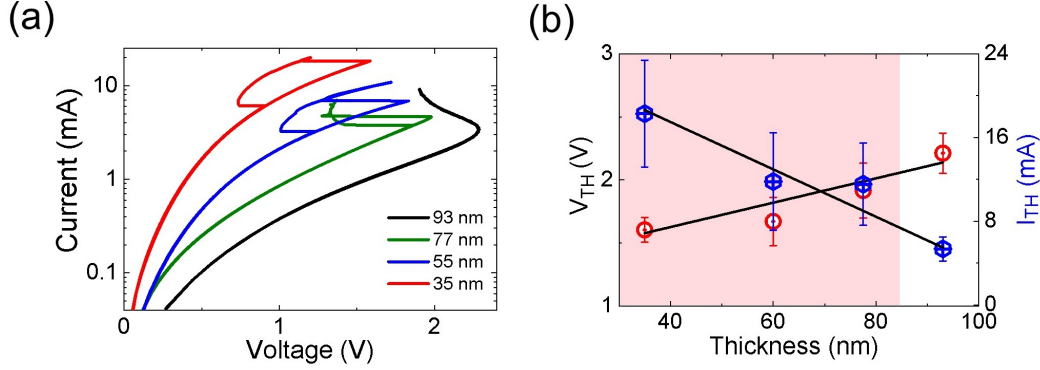 (a)
Current (mA)
10
1
0.1
93 nm
77 nm
55 nm
35 nm
0
1
2
Voltage (V)
(b)
V_TH (V)
3
2
1
24
16
8
0
I_TH (mA)
40
60
80
100
Thickness (nm)